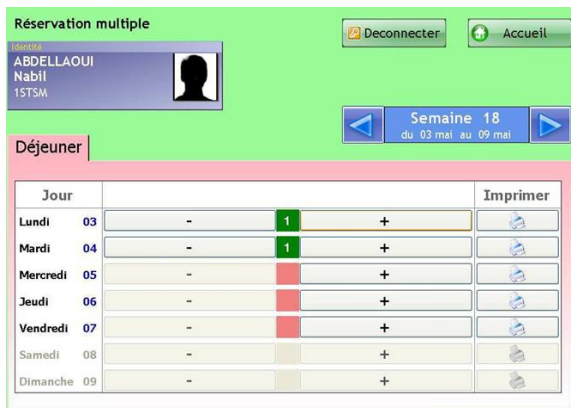 Réservation multiple
Deconnecter
Accueil
Identité
ABDELLAOUI
Nabil
1STSM
Semaine 18
du 03 mai au 09 mai
Déjeuner
Jour Imprimer
Lundi 03 - 1 +
Mardi 04 - 1 +
Mercredi 05 - +
Jeudi 06 - +
Vendredi 07 - +
Samedi 08 - +
Dimanche 09 - +